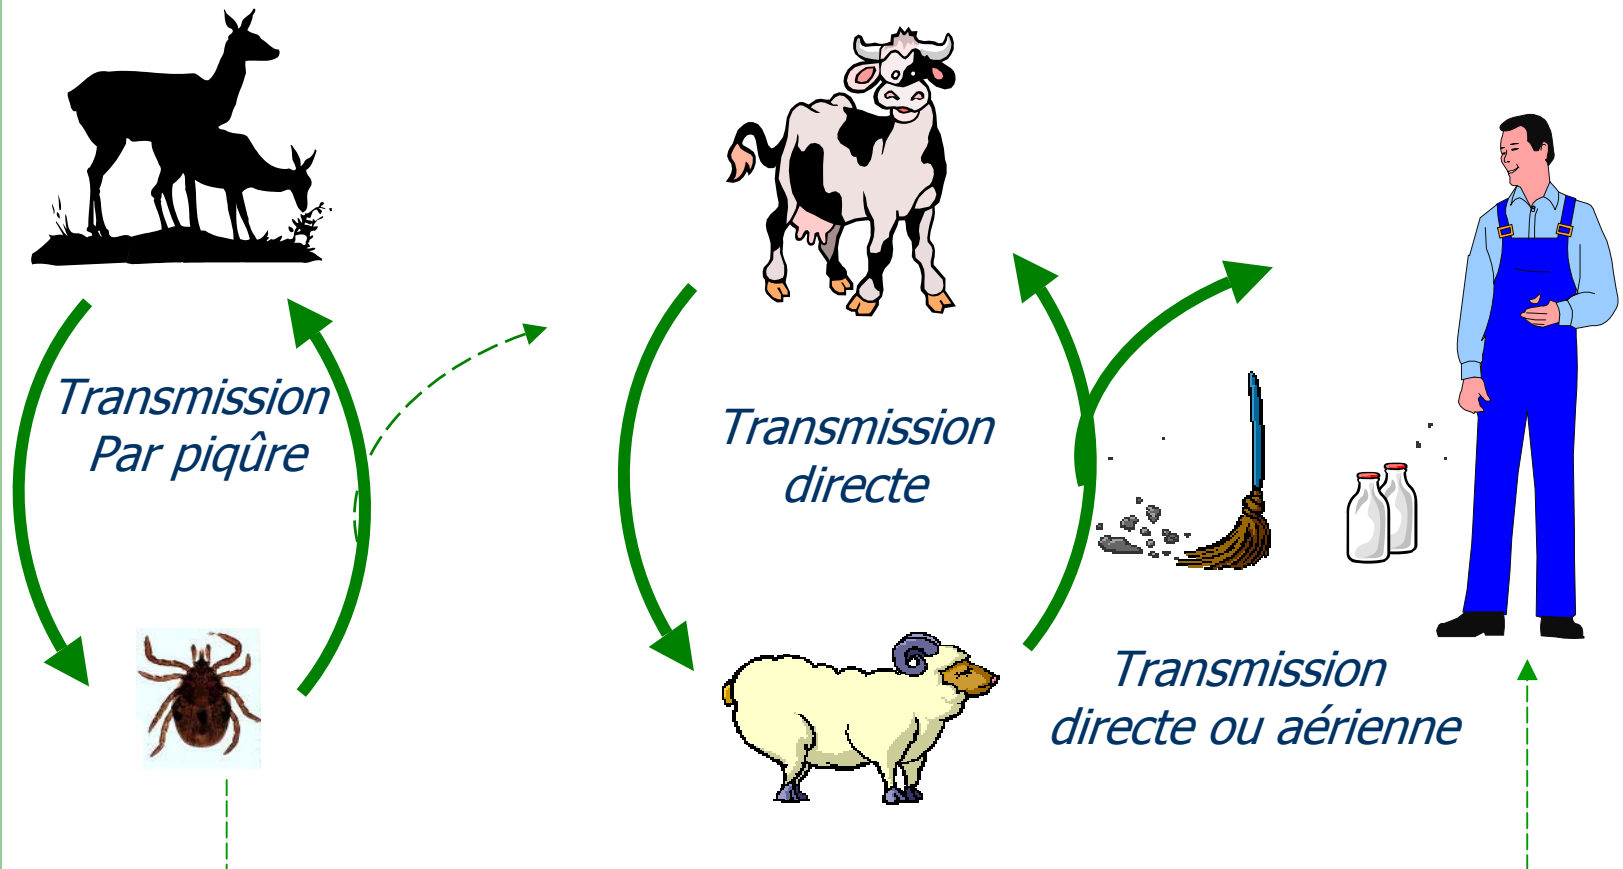 Transmission
Par piqûre
Transmission
directe
Transmission
directe ou aérienne